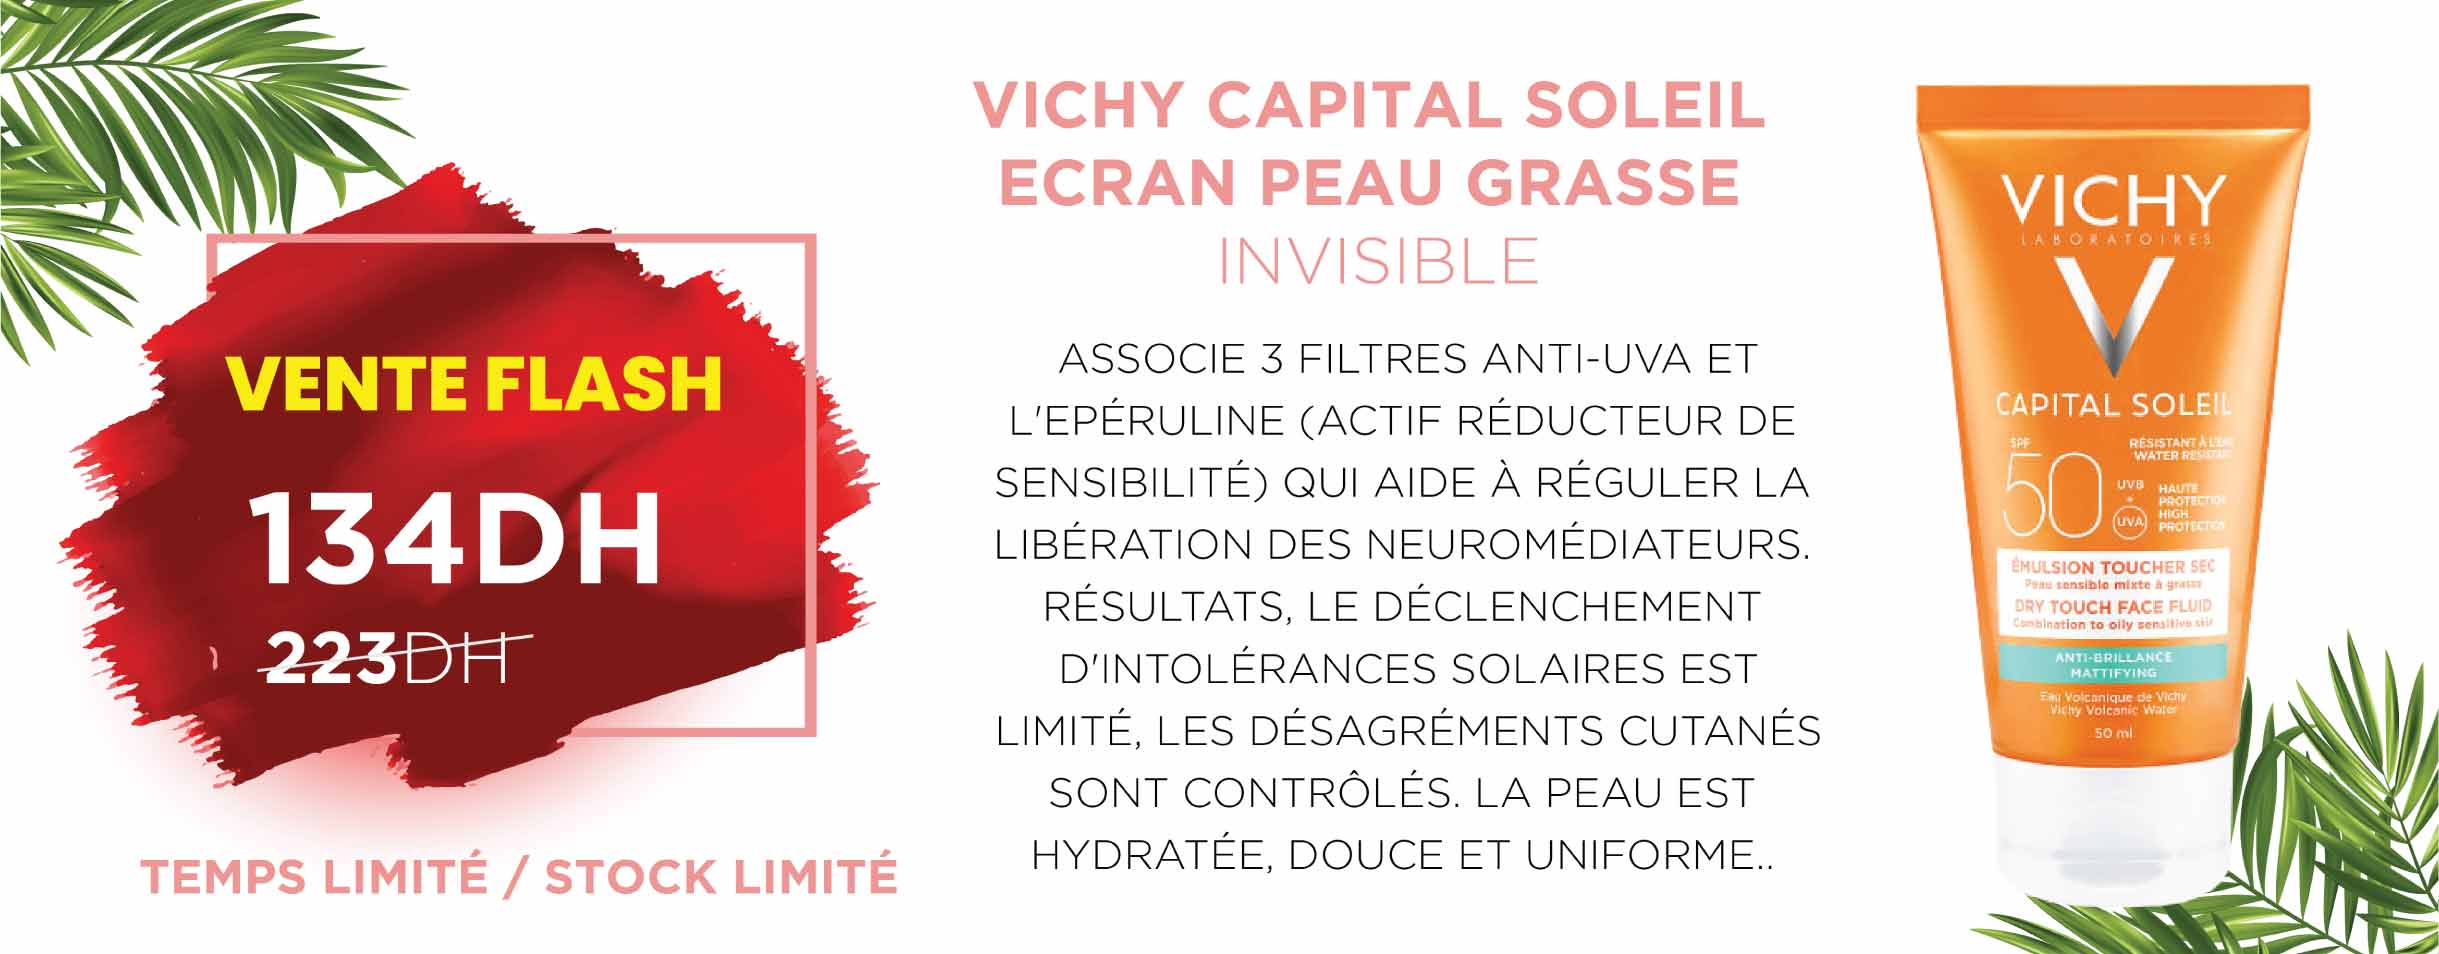 VENTE FLASH
134DH
223DH
TEMPS LIMITÉ / STOCK LIMITÉ
VICHY CAPITAL SOLEIL
ECRAN PEAU GRASSE
INVISIBLE
ASSOCIE 3 FILTRES ANTI-UVA ET
L'EPÉRULINE (ACTIF RÉDUCTEUR DE
SENSIBILITÉ) QUI AIDE À RÉGULER LA
LIBÉRATION DES NEUROMÉDIATEURS.
RÉSULTATS, LE DÉCLENCHEMENT
D'INTOLÉRANCES SOLAIRES EST
LIMITÉ, LES DÉSAGRÉMENTS CUTANÉS
SONT CONTRÔLÉS. LA PEAU EST
HYDRATÉE, DOUCE ET UNIFORME..
VICHY
LABORATOIRES
V
CAPITAL SOLEIL
SPF
50
RÉSISTANT À L'EAU
WATER RESISTANT
UVB
+
UVA
HAUTE
PROTECTION
HIGH
PROTECTION
ÉMULSION TOUCHER SEC
Peau sensible mixte à grasse
DRY TOUCH FACE FLUID
Combination to oily sensitive skin
ANTI-BRILLANCE
MATTIFYING
Eau Volcanique de Vichy
Vichy Volcanic Water
50 ml